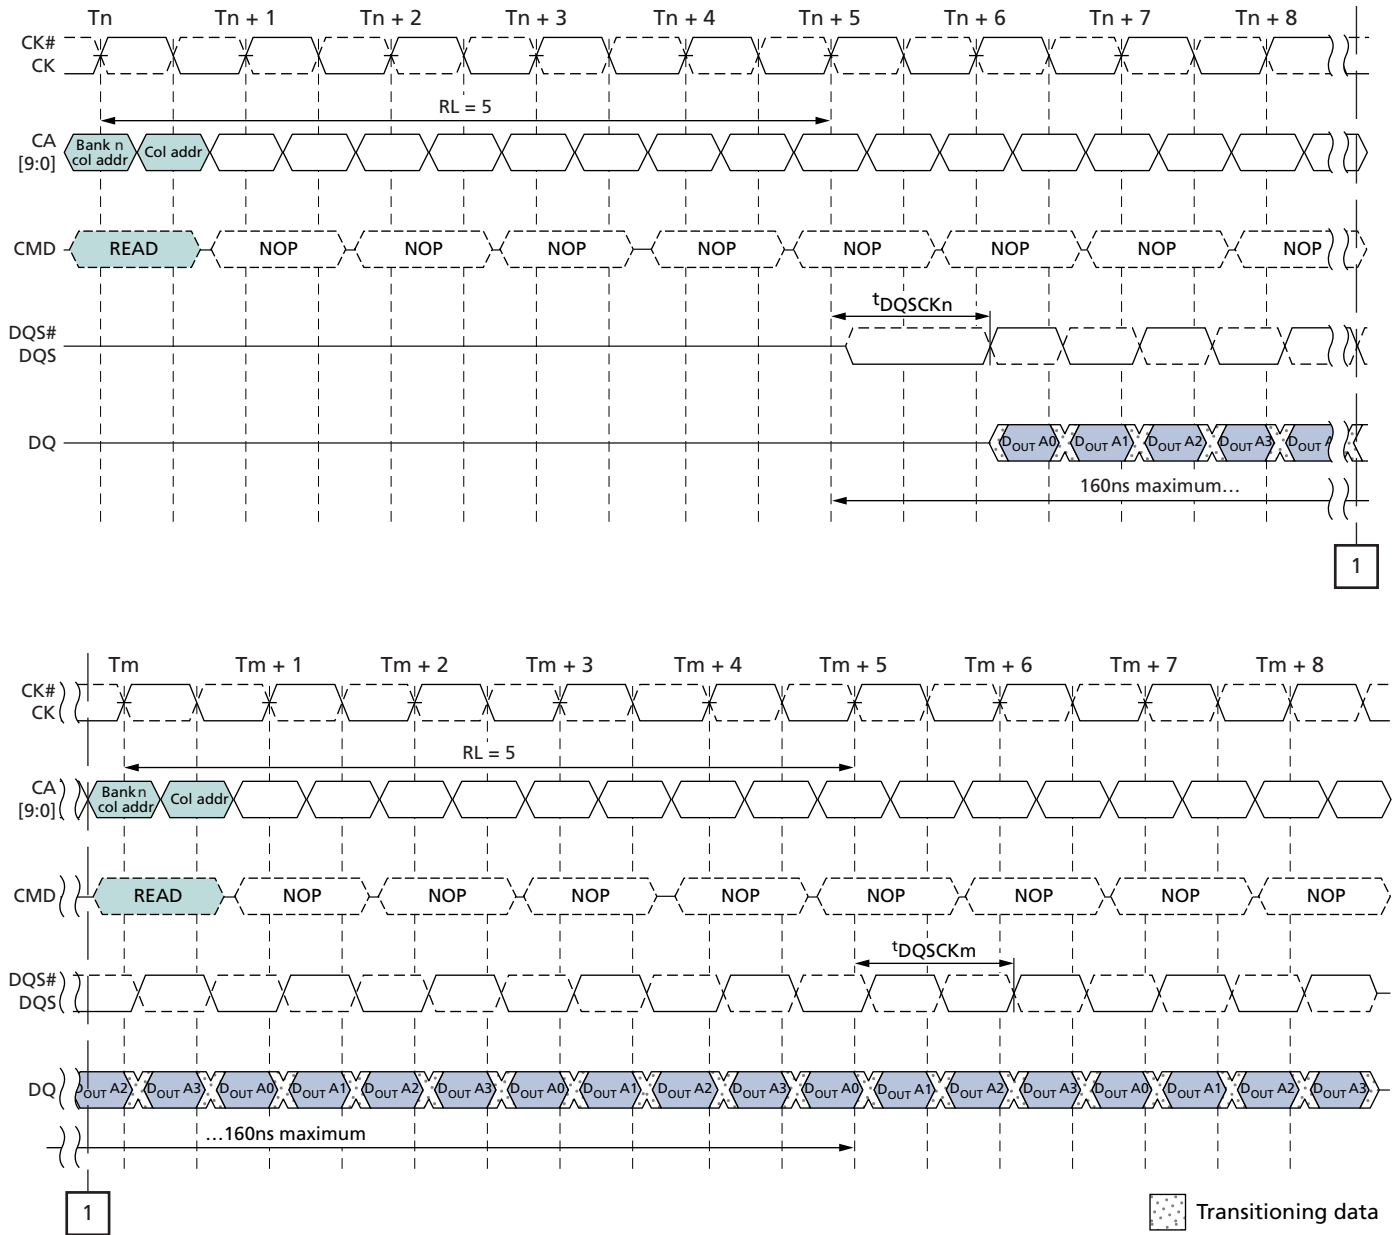 Tn Tn + 1 Tn + 2 Tn + 3 Tn + 4 Tn + 5 Tn + 6 Tn + 7 Tn + 8
CK#
CK
RL = 5
CA
[9:0]
Bank n
col addr
Col addr
CMD READ NOP NOP NOP NOP NOP NOP NOP NOP
tDQSCKn
DQS#
DQS
DQ DOUT A0 DOUT A1 DOUT A2 DOUT A3 DOUT A
160ns maximum…
1
Tm Tm + 1 Tm + 2 Tm + 3 Tm + 4 Tm + 5 Tm + 6 Tm + 7 Tm + 8
CK#
CK
RL = 5
CA
[9:0]
Bank n
col addr
Col addr
CMD READ NOP NOP NOP NOP NOP NOP NOP NOP
tDQSCKm
DQS#
DQS
DQ DOUT A2 DOUT A3 DOUT A0 DOUT A1 DOUT A2 DOUT A3 DOUT A0 DOUT A1 DOUT A2 DOUT A3 DOUT A0 DOUT A1 DOUT A2 DOUT A3 DOUT A0 DOUT A1 DOUT A2 DOUT A3
…160ns maximum
1
Transitioning data